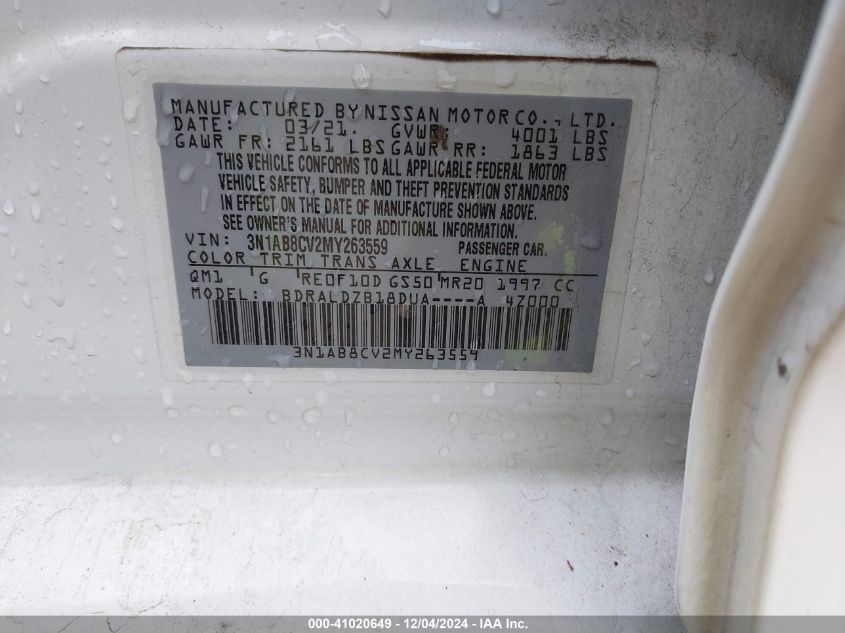 MANUFACTURED BY NISSAN MOTOR CO., LTD.
DATE: 03/21. GVWR: 4001 LBS
GAWR FR: 2161 LBS GAWR RR: 1863 LBS
THIS VEHICLE CONFORMS TO ALL APPLICABLE FEDERAL MOTOR
VEHICLE SAFETY, BUMPER AND THEFT PREVENTION STANDARDS
IN EFFECT ON THE DATE OF MANUFACTURE SHOWN ABOVE.
SEE OWNER'S MANUAL FOR ADDITIONAL INFORMATION.
VIN: 3N1AB8CV2MY263559 PASSENGER CAR.
COLOR TRIM TRANS AXLE ENGINE
QM1 G RE0F10D GS50 MR20 1997 CC
MODEL: BDRALDZB18DUA----A 4Z000
3N1AB8CV2MY263559
000-41020649 - 12/04/2024 - IAA Inc.